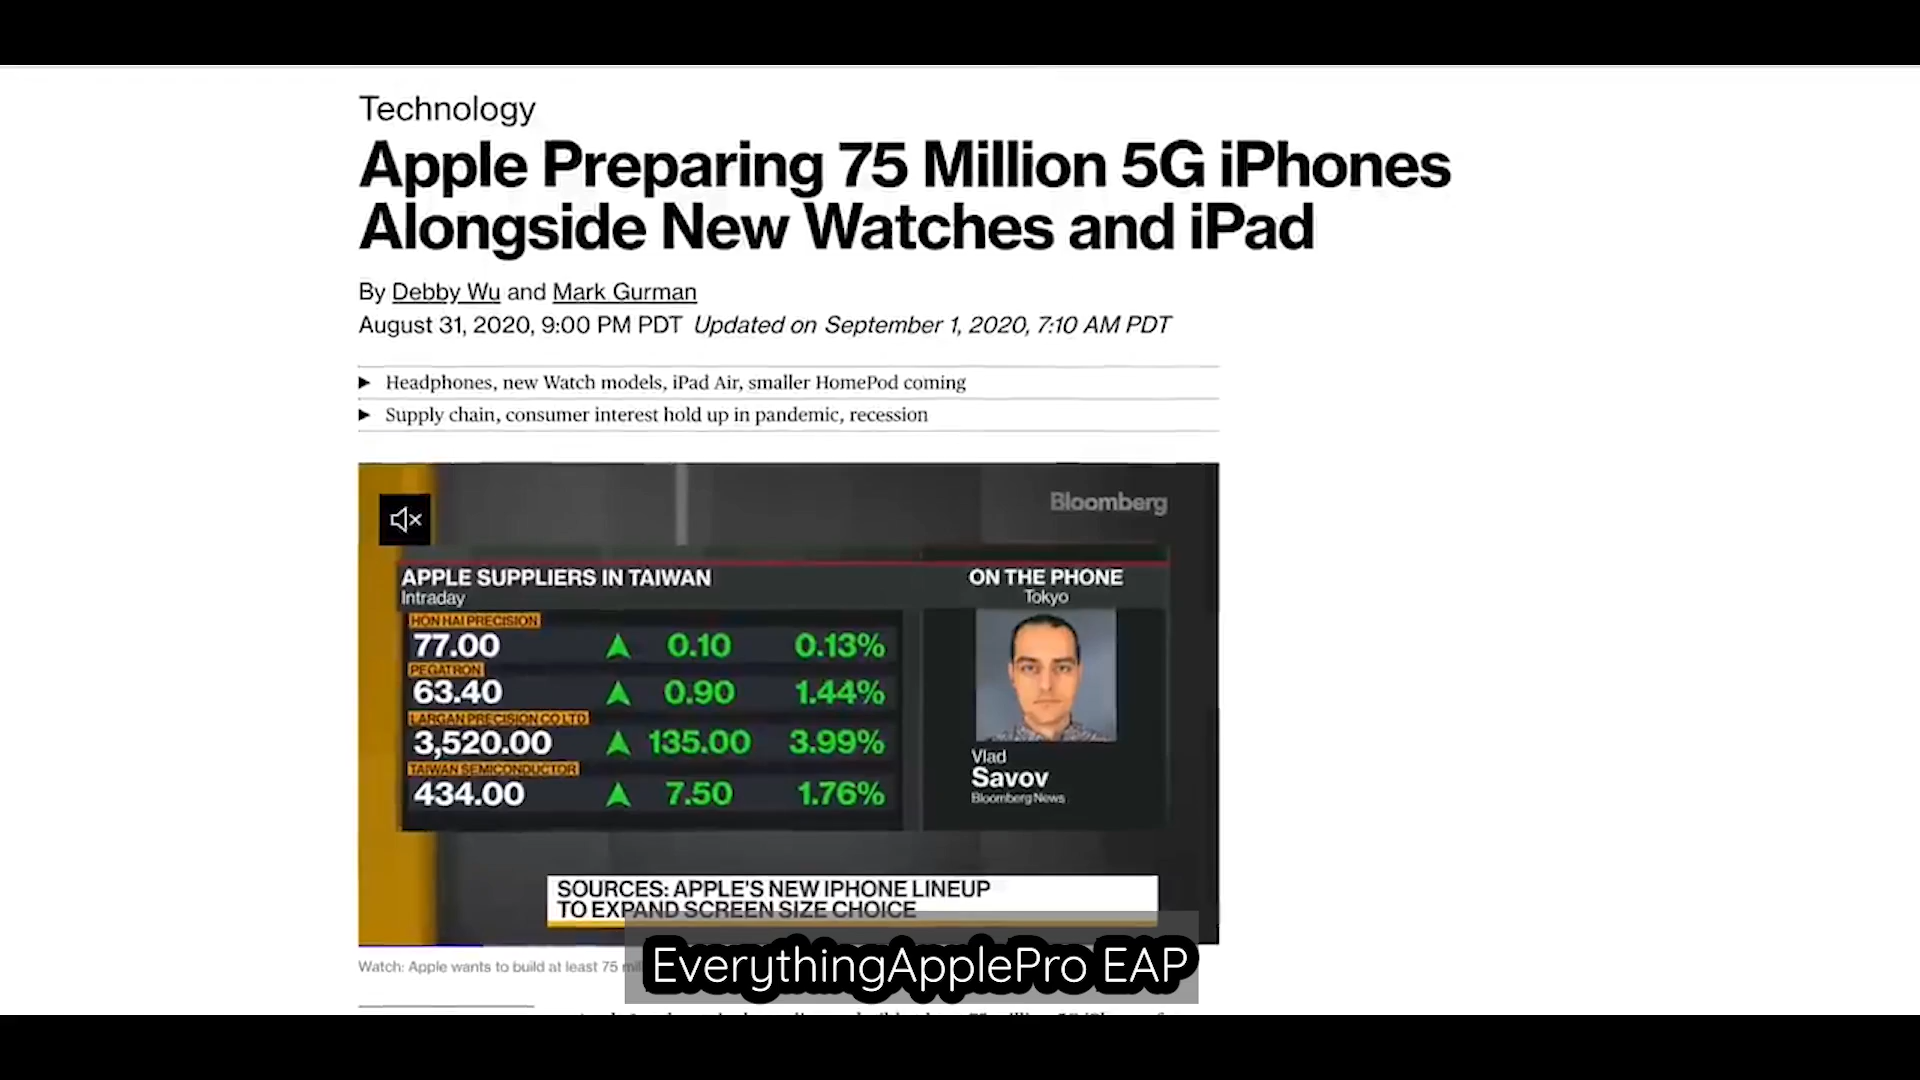 Technology
Apple Preparing 75 Million 5G iPhones
Alongside New Watches and iPad
By Debby Wu and Mark Gurman
August 31, 2020, 9:00 PM PDT Updated on September 1, 2020, 7:10 AM PDT
▶ Headphones, new Watch models, iPad Air, smaller HomePod coming
▶ Supply chain, consumer interest hold up in pandemic, recession
Bloomberg
APPLE SUPPLIERS IN TAIWAN
Intraday
HON HAI PRECISION
77.00 ▲ 0.10 0.13%
PEGATRON
63.40 ▲ 0.90 1.44%
LARGAN PRECISION CO LTD
3,520.00 ▲ 135.00 3.99%
TAIWAN SEMICONDUCTOR
434.00 ▲ 7.50 1.76%
ON THE PHONE
Tokyo
Vlad
Savov
Bloomberg News
SOURCES: APPLE'S NEW IPHONE LINEUP
TO EXPAND SCREEN SIZE CHOICE
Watch: Apple wants to build at least 75
EverythingApplePro EAP